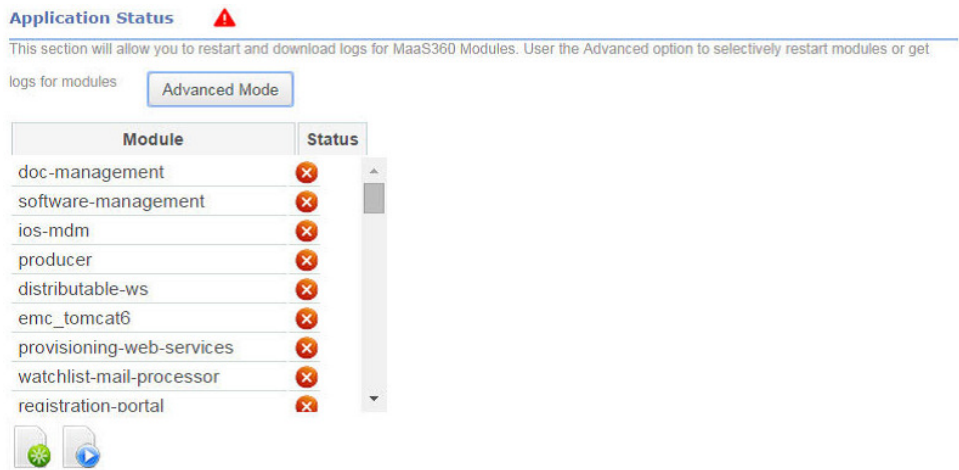 Application Status
This section will allow you to restart and download logs for MaaS360 Modules. User the Advanced option to selectively restart modules or get
logs for modules
Advanced Mode
Module Status
doc-management
software-management
ios-mdm
producer
distributable-ws
emc_tomcat6
provisioning-web-services
watchlist-mail-processor
registration-portal